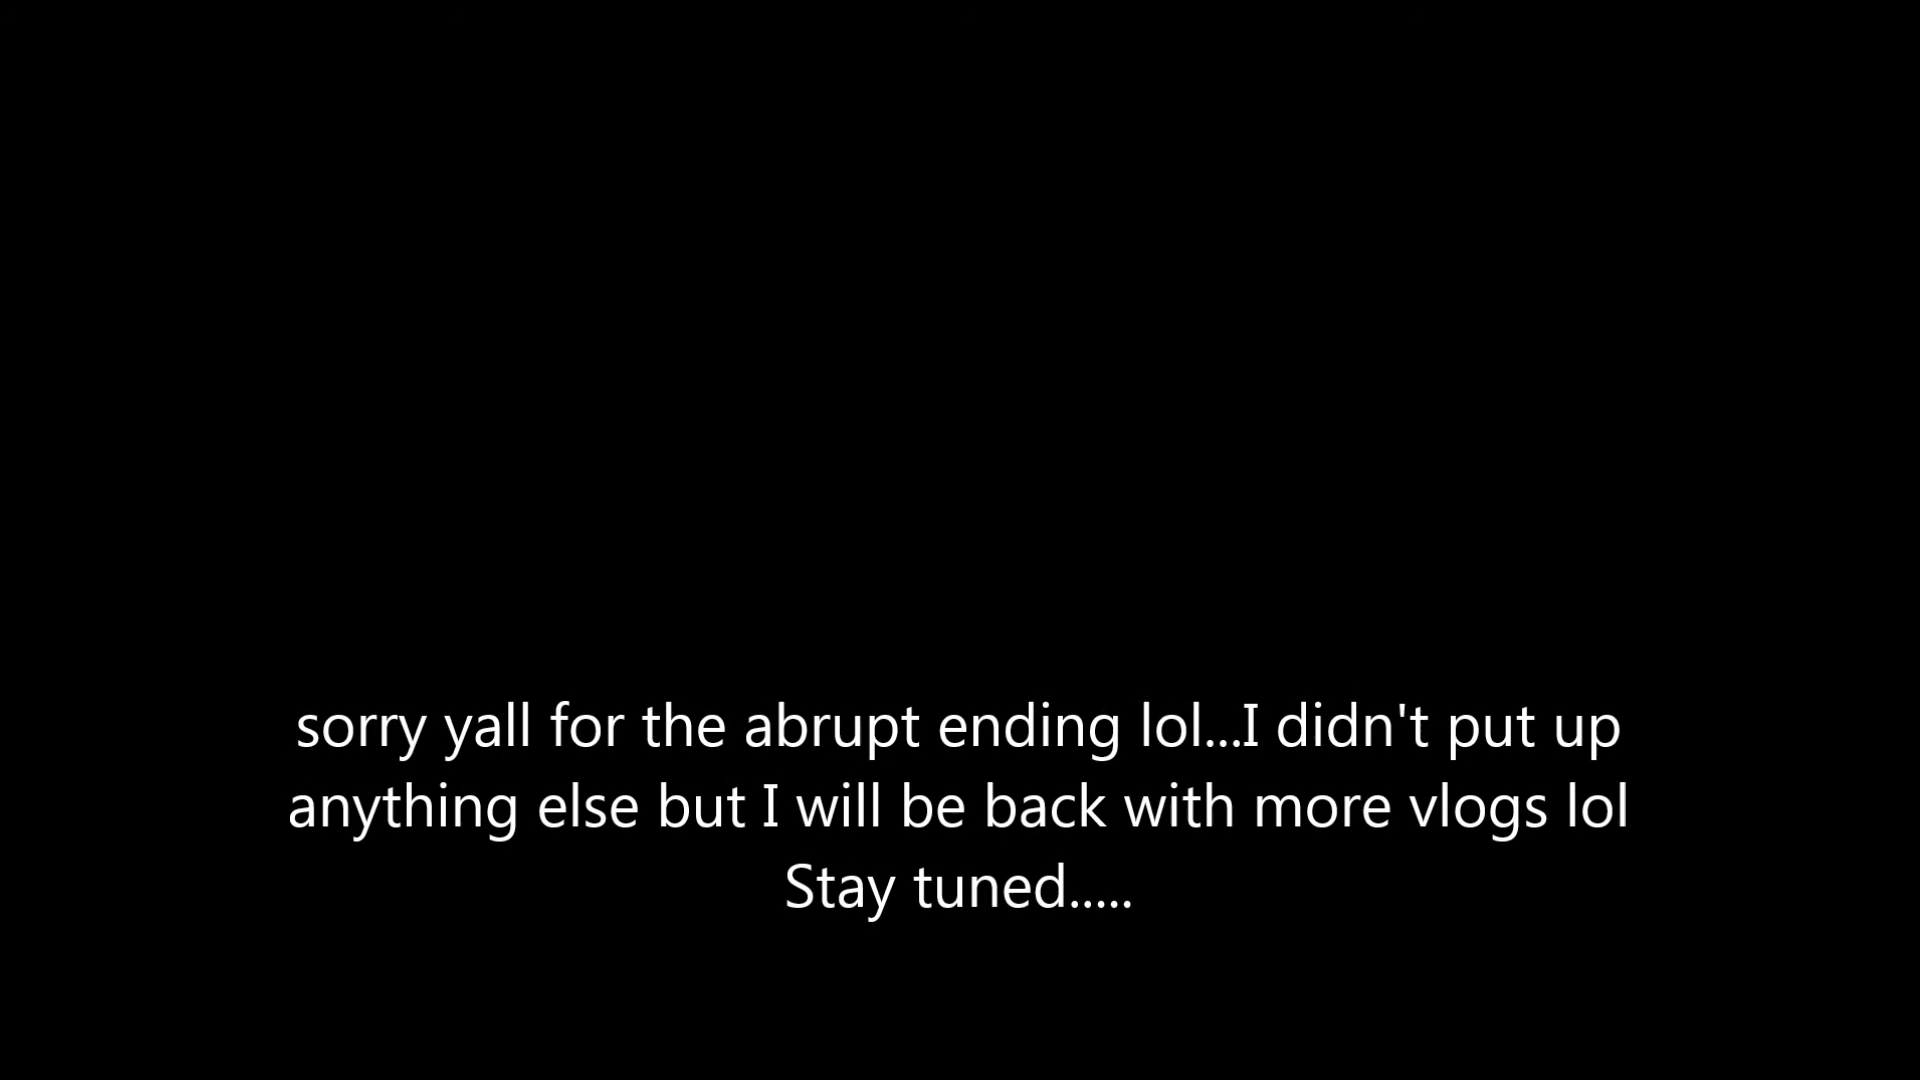 sorry yall for the abrupt ending lol...I didn't put up
anything else but I will be back with more vlogs lol
Stay tuned.....